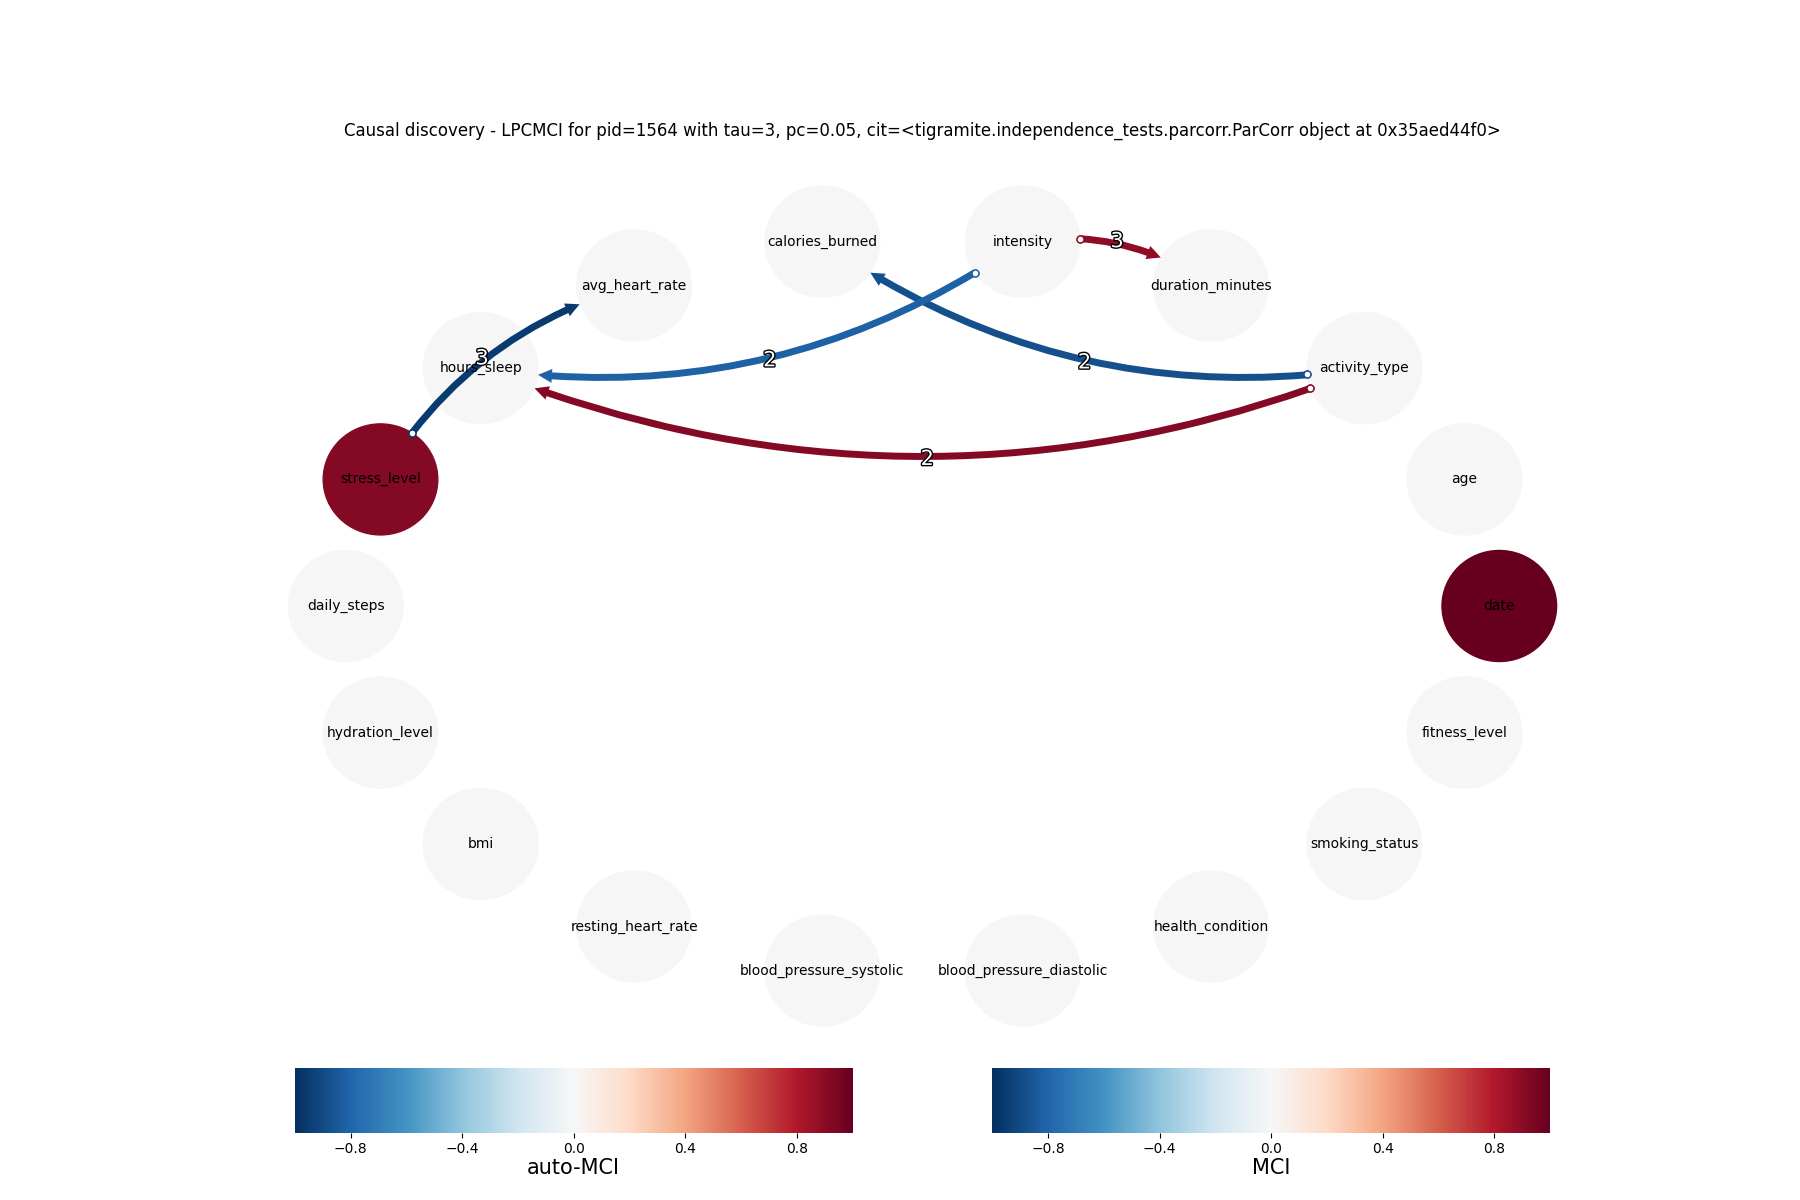 Causal discovery - LPCMCI for pid=1564 with tau=3, pc=0.05, cit=<tigramite.independence_tests.parcorr.ParCorr object at 0x35aed44f0>
calories_burned
intensity
3
avg_heart_rate
duration_minutes
3
2
2
hours_sleep
activity_type
2
stress_level
age
daily_steps
date
hydration_level
fitness_level
bmi
smoking_status
resting_heart_rate
health_condition
blood_pressure_systolic
blood_pressure_diastolic
−0.8 −0.4 0.0 0.4 0.8
auto-MCI
−0.8 −0.4 0.0 0.4 0.8
MCI